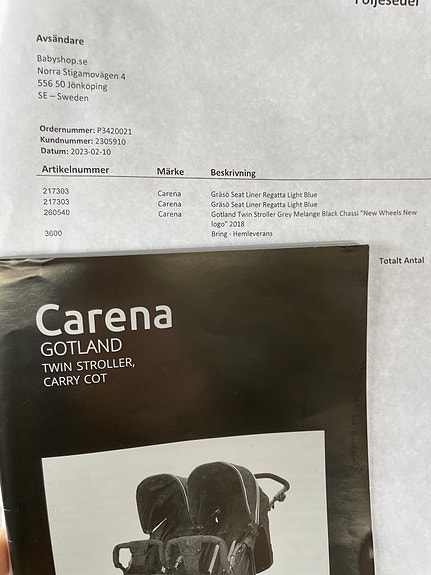 Följesedel
Avsändare
Babyshop.se
Norra Stigamovägen 4
556 50 Jönköping
SE – Sweden
Ordernummer: P3420021
Kundnummer: 2305910
Datum: 2023-02-10
Artikelnummer Märke Beskrivning
217303 Carena Gräsö Seat Liner Regatta Light Blue
217303 Carena Gräsö Seat Liner Regatta Light Blue
260540 Carena Gotland Twin Stroller Grey Melange Black Chassi "New Wheels New
logo" 2018
3600 Bring - Hemleverans
Totalt Antal
Carena
GOTLAND
TWIN STROLLER,
CARRY COT